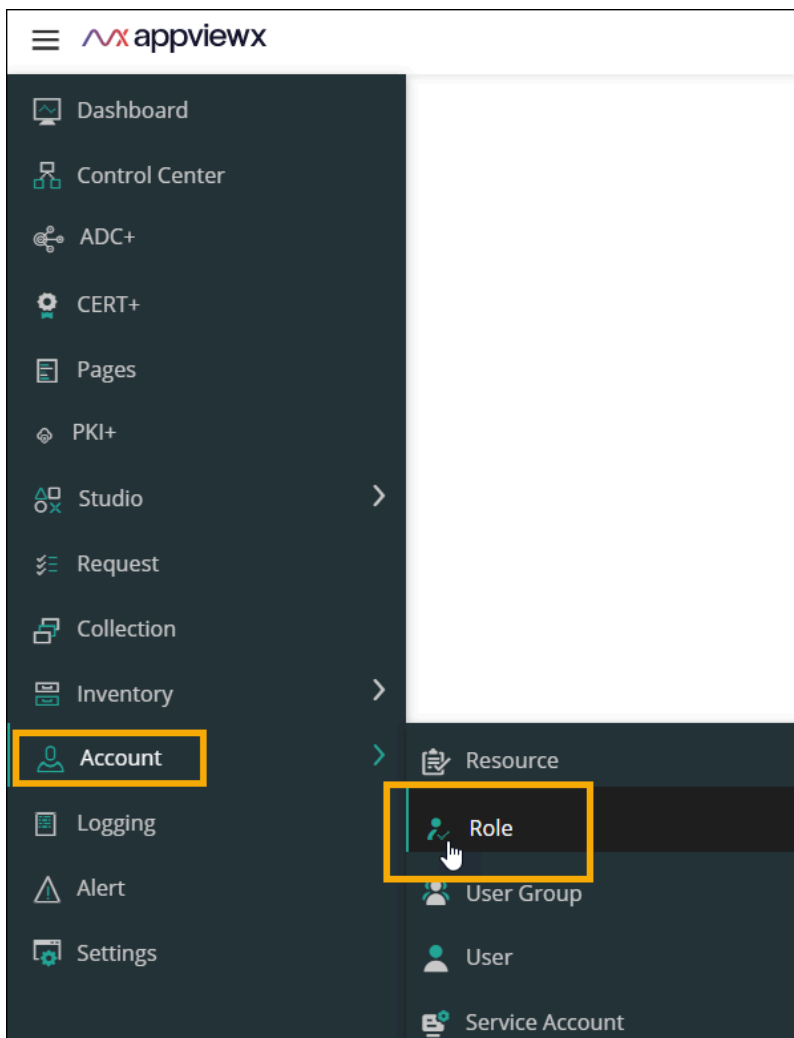 appviewx
Dashboard
Control Center
ADC+
CERT+
Pages
PKI+
Studio
Request
Collection
Inventory
Account
Logging
Alert
Settings
Resource
Role
User Group
User
Service Account